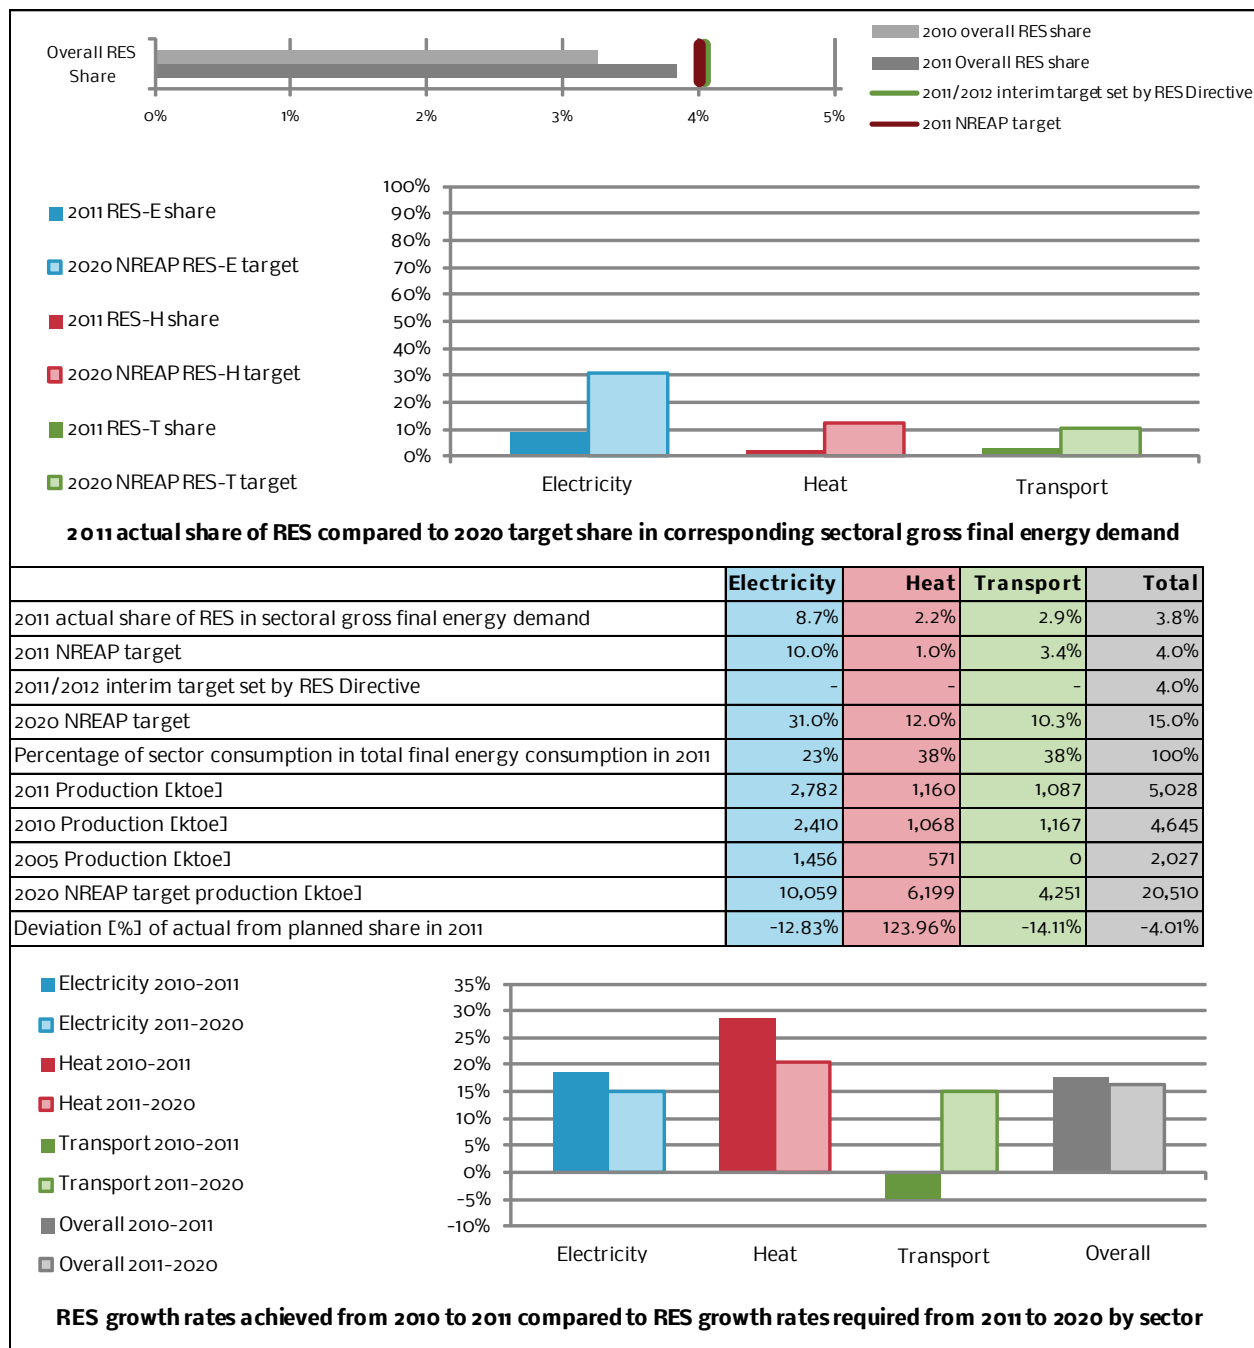 Overall RES
Share
0%
1%
2%
3%
4%
5%
2010 overall RES share
2011 Overall RES share
2011/2012 interim target set by RES Directive
2011 NREAP target
2011 RES-E share
2020 NREAP RES-E target
2011 RES-H share
2020 NREAP RES-H target
2011 RES-T share
2020 NREAP RES-T target
100%
90%
80%
70%
60%
50%
40%
30%
20%
10%
0%
Electricity
Heat
Transport
2011 actual share of RES compared to 2020 target share in corresponding sectoral gross final energy demand
Electricity Heat Transport Total
2011 actual share of RES in sectoral gross final energy demand 8.7% 2.2% 2.9% 3.8%
2011 NREAP target 10.0% 1.0% 3.4% 4.0%
2011/2012 interim target set by RES Directive - - - 4.0%
2020 NREAP target 31.0% 12.0% 10.3% 15.0%
Percentage of sector consumption in total final energy consumption in 2011 23% 38% 38% 100%
2011 Production [ktoe] 2,782 1,160 1,087 5,028
2010 Production [ktoe] 2,410 1,068 1,167 4,645
2005 Production [ktoe] 1,456 571 0 2,027
2020 NREAP target production [ktoe] 10,059 6,199 4,251 20,510
Deviation [%] of actual from planned share in 2011 -12.83% 123.96% -14.11% -4.01%
Electricity 2010-2011
Electricity 2011-2020
Heat 2010-2011
Heat 2011-2020
Transport 2010-2011
Transport 2011-2020
Overall 2010-2011
Overall 2011-2020
35%
30%
25%
20%
15%
10%
5%
0%
-5%
-10%
Electricity
Heat
Transport
Overall
RES growth rates achieved from 2010 to 2011 compared to RES growth rates required from 2011 to 2020 by sector